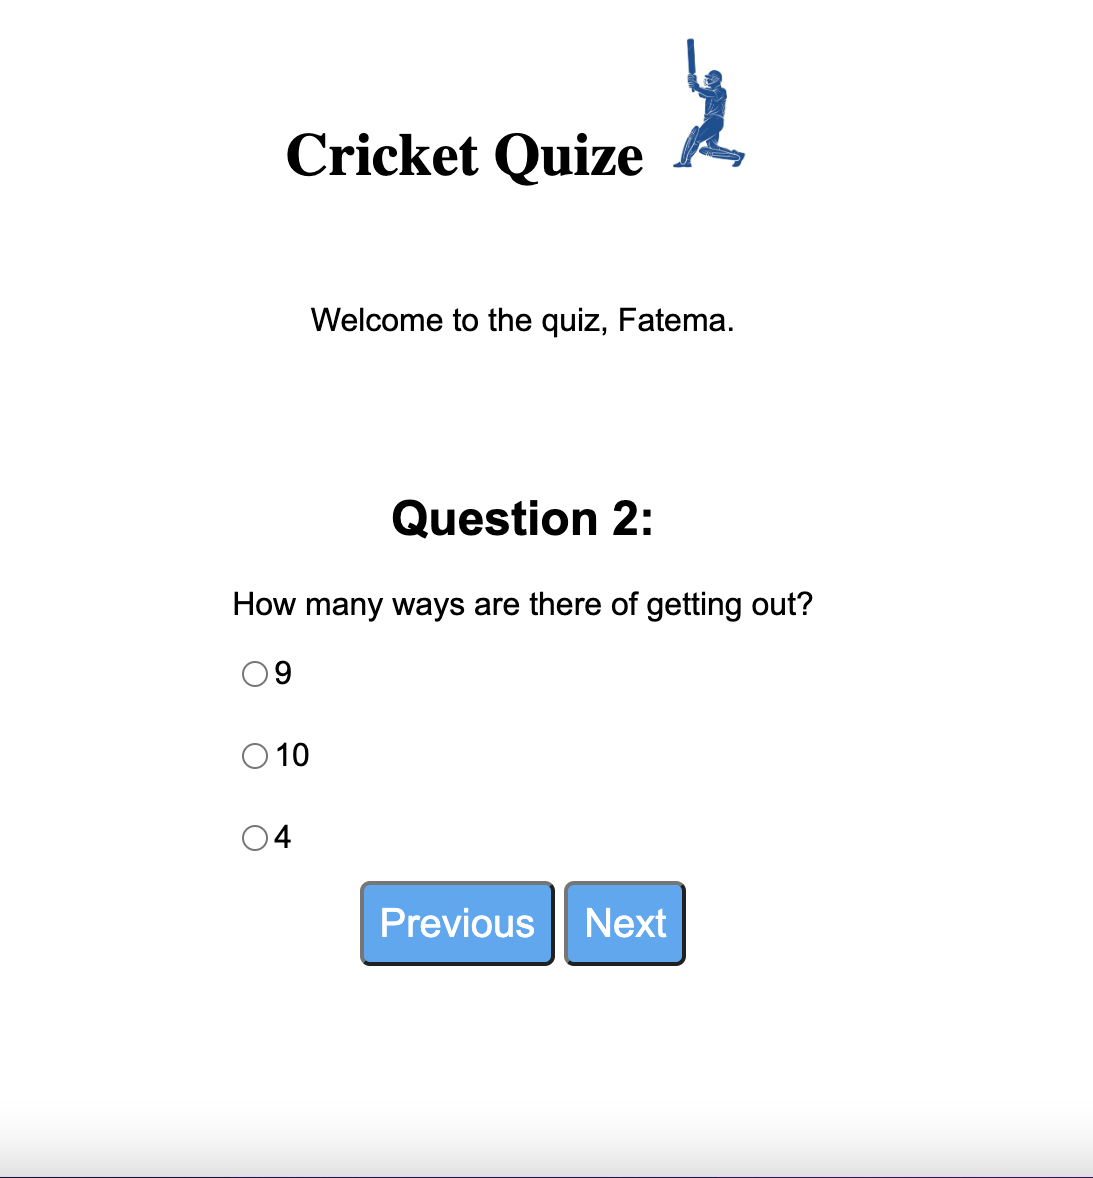 Cricket Quize
Welcome to the quiz, Fatema.
Question 2:
How many ways are there of getting out?
9
10
4
Previous Next